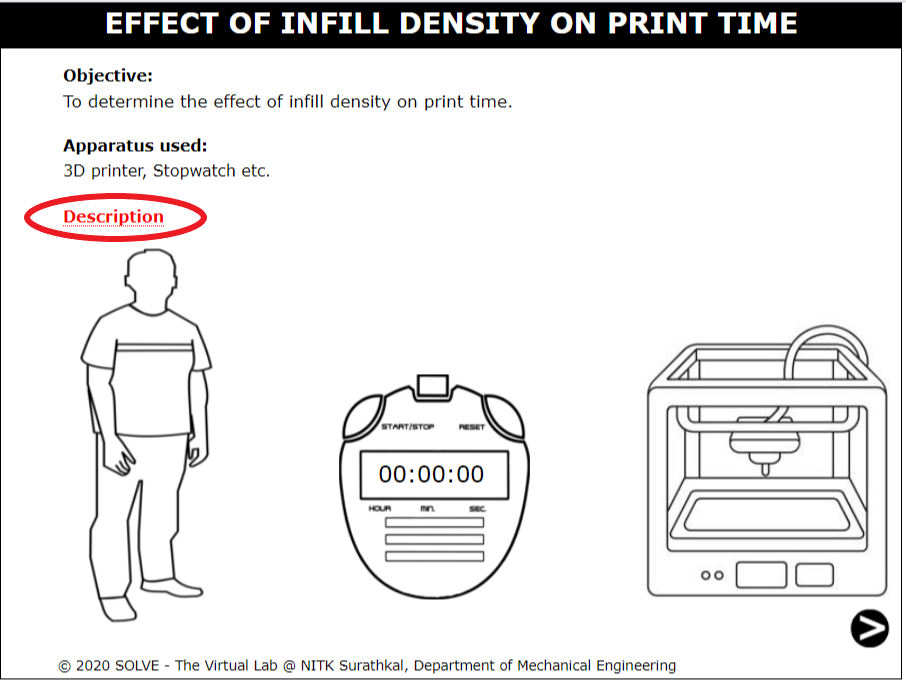 EFFECT OF INFILL DENSITY ON PRINT TIME
Objective:
To determine the effect of infill density on print time.
Apparatus used:
3D printer, Stopwatch etc.
Description
START/STOP RESET
00:00:00
HOUR MIN. SEC.
© 2020 SOLVE - The Virtual Lab @ NITK Surathkal, Department of Mechanical Engineering